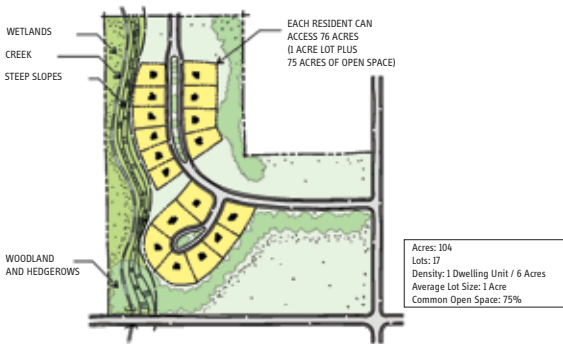 WETLANDS
CREEK
STEEP SLOPES
EACH RESIDENT CAN
ACCESS 76 ACRES
(1 ACRE LOT PLUS
75 ACRES OF OPEN SPACE)
WOODLAND
AND HEDGEROWS
Acres: 104
Lots: 17
Density: 1 Dwelling Unit / 6 Acres
Average Lot Size: 1 Acre
Common Open Space: 75%